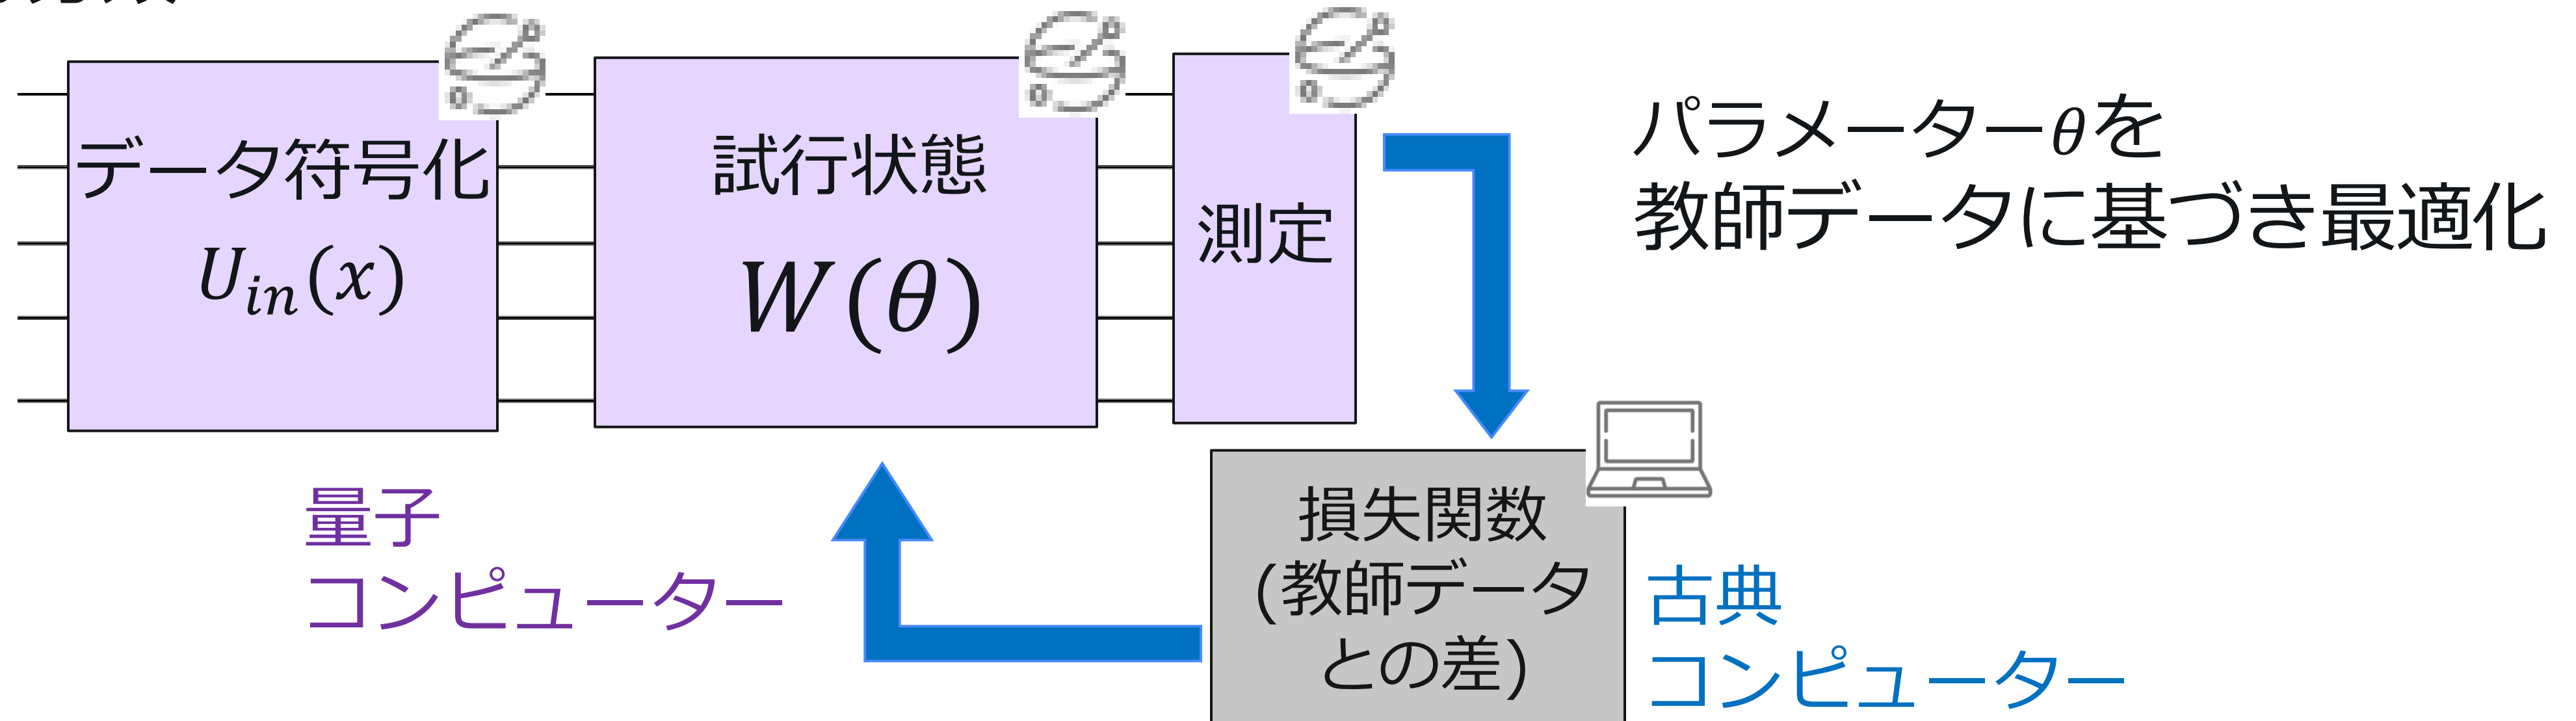 データ符号化
U_{in}(x)
試行状態
W(θ)
測定
パラメーターθを
教師データに基づき最適化
量子
コンピューター
損失関数
(教師データ
との差)
古典
コンピューター